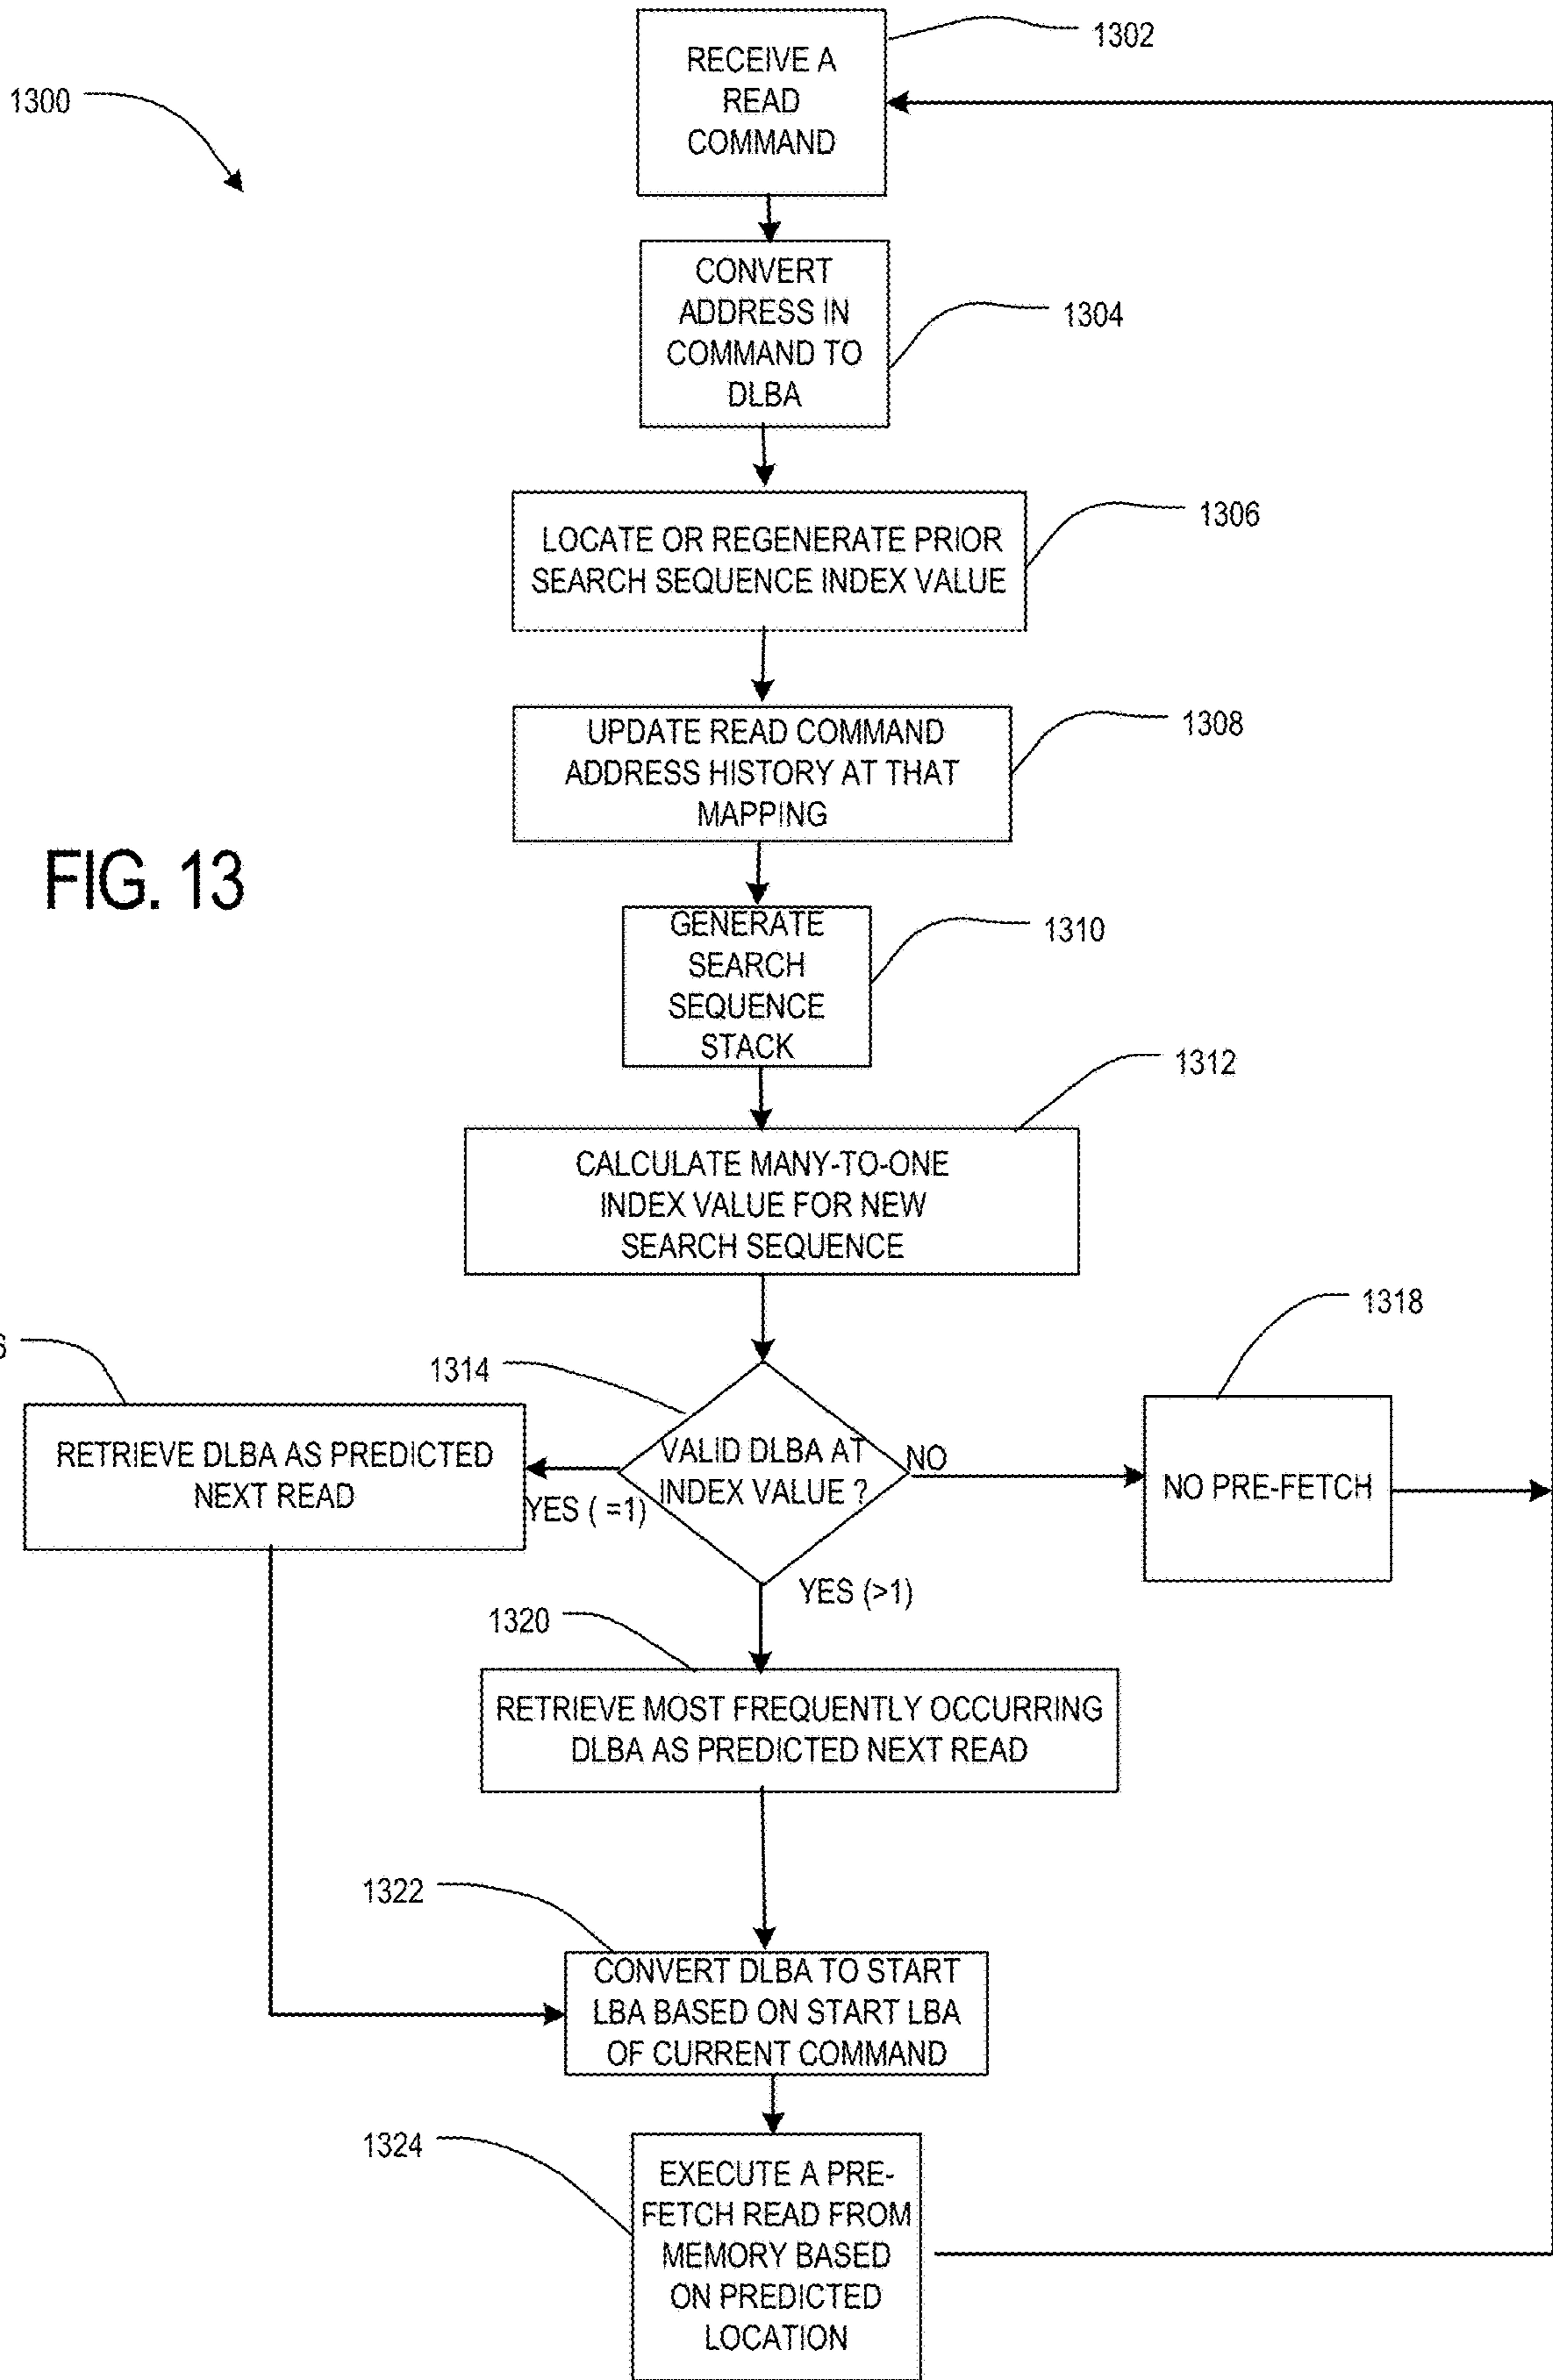 1302
RECEIVE A
READ
COMMAND
1300
CONVERT
ADDRESS IN
COMMAND TO
DLBA
1304
1306
LOCATE OR REGENERATE PRIOR
SEARCH SEQUENCE INDEX VALUE
1308
UPDATE READ COMMAND
ADDRESS HISTORY AT THAT
MAPPING
FIG. 13
GENERATE
SEARCH
SEQUENCE
STACK
1310
1312
CALCULATE MANY-TO-ONE
INDEX VALUE FOR NEW
SEARCH SEQUENCE
1318
6
1314
RETRIEVE DLBA AS PREDICTED
NEXT READ
YES ( =1)
VALID DLBA AT
INDEX VALUE ?
NO
NO PRE-FETCH
YES (>1)
1320
RETRIEVE MOST FREQUENTLY OCCURRING
DLBA AS PREDICTED NEXT READ
1322
CONVERT DLBA TO START
LBA BASED ON START LBA
OF CURRENT COMMAND
1324
EXECUTE A PRE-
FETCH READ FROM
MEMORY BASED
ON PREDICTED
LOCATION